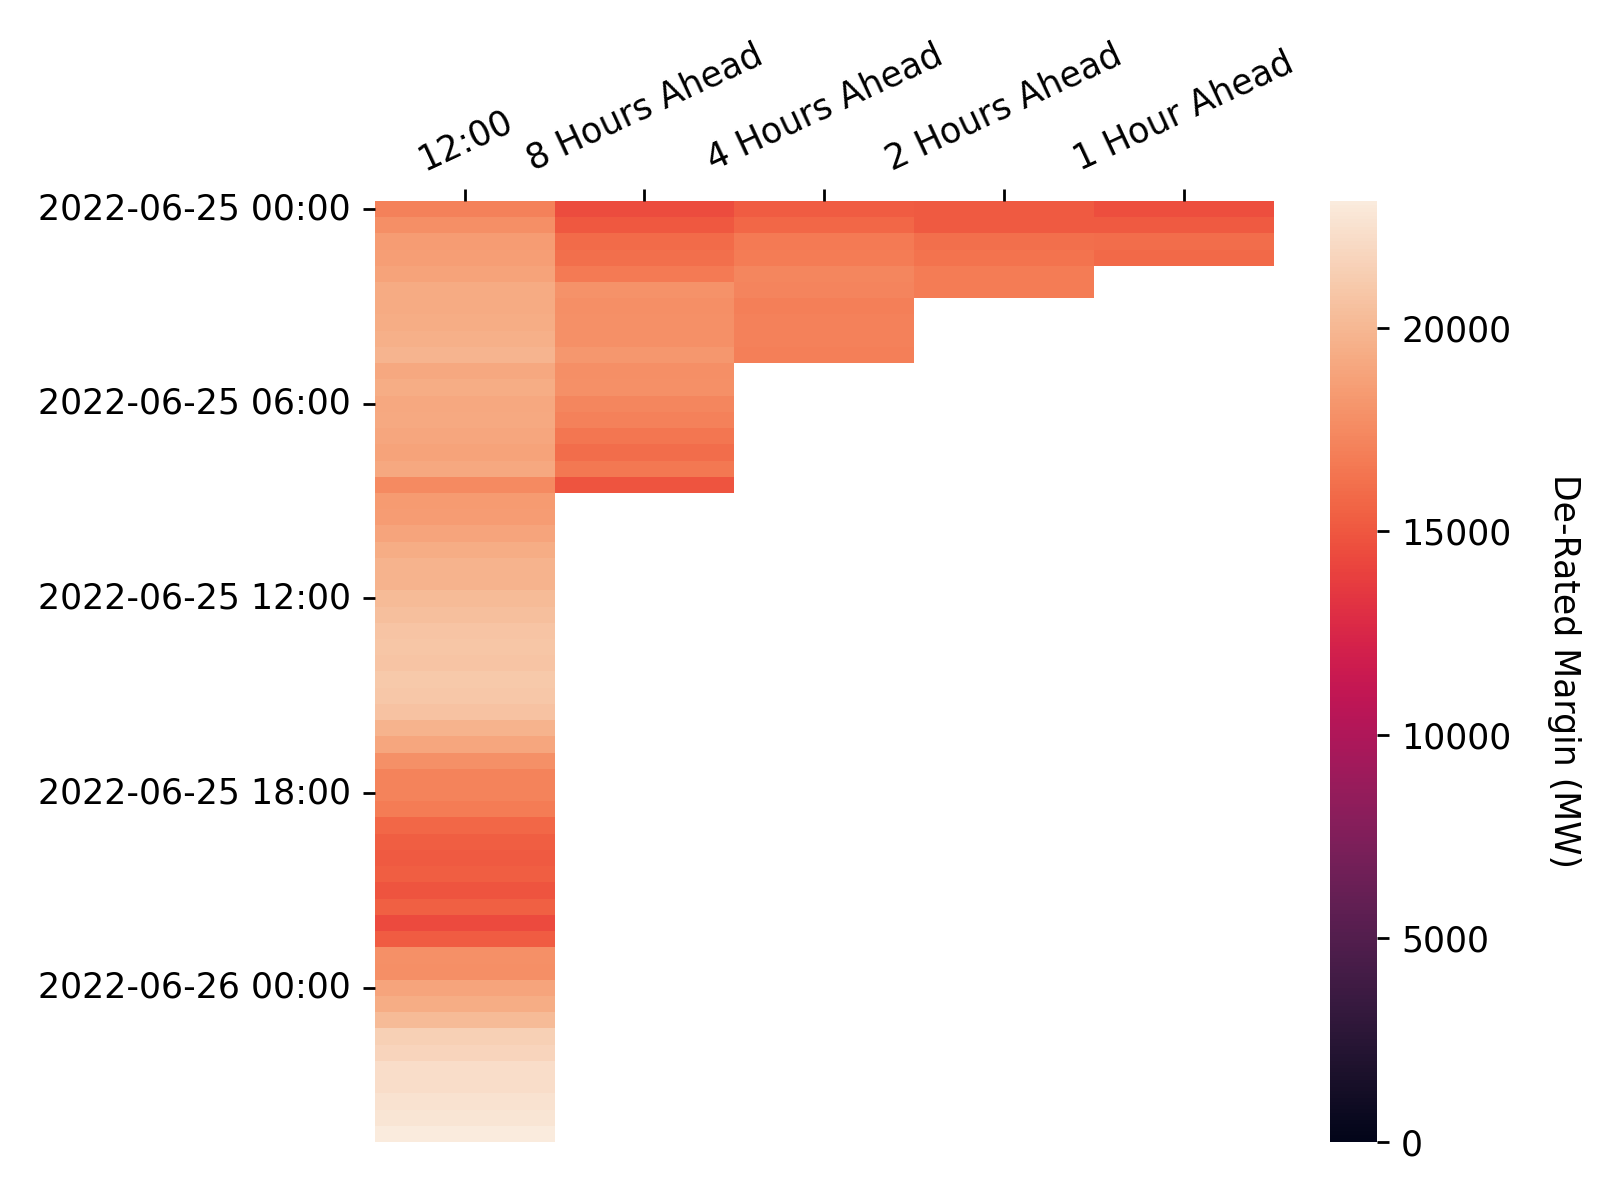 12:00
8 Hours Ahead
4 Hours Ahead
2 Hours Ahead
1 Hour Ahead
2022-06-25 00:00
2022-06-25 06:00
2022-06-25 12:00
2022-06-25 18:00
2022-06-26 00:00
20000
15000
10000
5000
0
De-Rated Margin (MW)